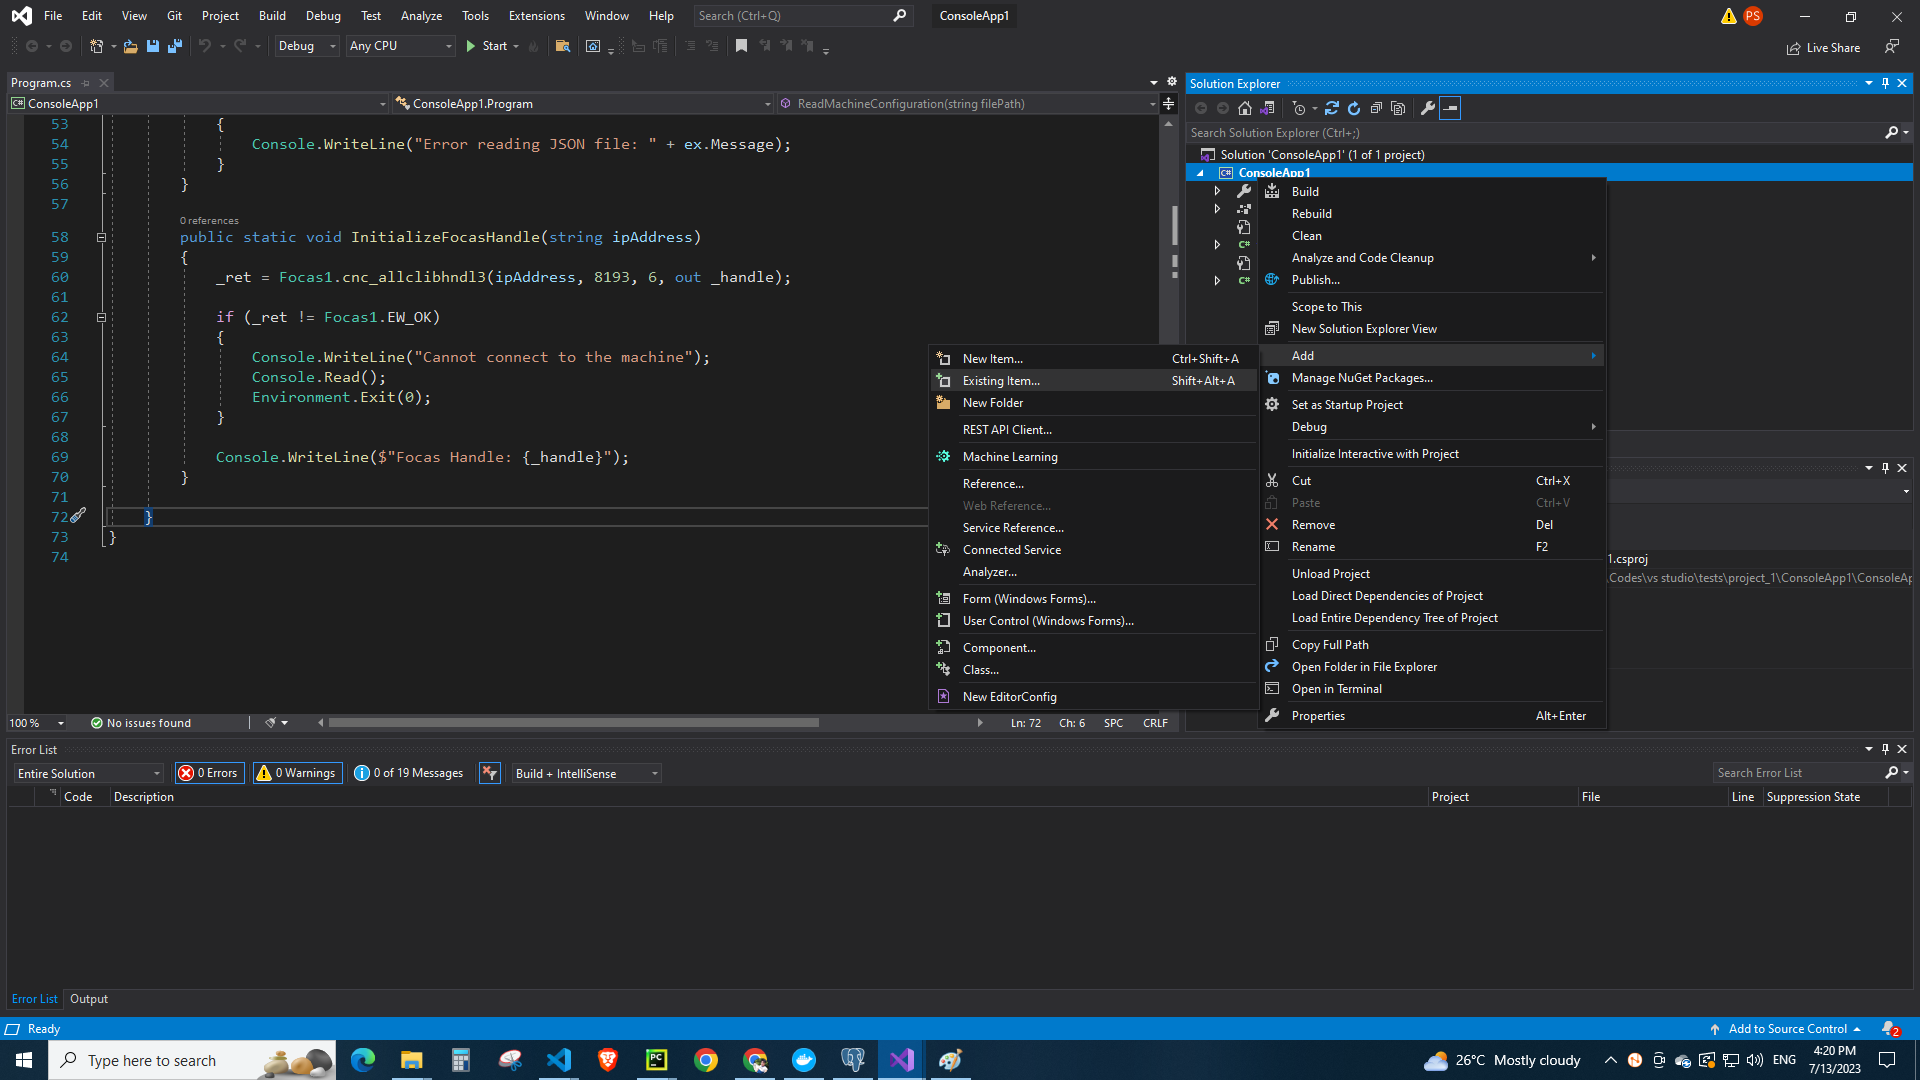 File Edit View Git Project Build Debug Test Analyze Tools Extensions Window Help Search (Ctrl+Q) ConsoleApp1 PS
Debug Any CPU Start Live Share
Program.cs
ConsoleApp1 ConsoleApp1.Program ReadMachineConfiguration(string filePath)
53 {
54 Console.WriteLine("Error reading JSON file: " + ex.Message);
55 }
56 }
57
0 references
58 public static void InitializeFocasHandle(string ipAddress)
59 {
60 _ret = Focas1.cnc_allclibhndl3(ipAddress, 8193, 6, out _handle);
61
62 if (_ret != Focas1.EW_OK)
63 {
64 Console.WriteLine("Cannot connect to the machine");
65 Console.Read();
66 Environment.Exit(0);
67 }
68
69 Console.WriteLine($"Focas Handle: {_handle}");
70 }
71
72 }
73 }
74
100 % No issues found Ln: 72 Ch: 6 SPC CRLF
New Item... Ctrl+Shift+A
Existing Item... Shift+Alt+A
New Folder
REST API Client...
Machine Learning
Reference...
Web Reference...
Service Reference...
Connected Service
Analyzer...
Form (Windows Forms)...
User Control (Windows Forms)...
Component...
Class...
New EditorConfig
Solution Explorer
Search Solution Explorer (Ctrl+;)
Solution 'ConsoleApp1' (1 of 1 project)
ConsoleApp1
Build
Rebuild
Clean
Analyze and Code Cleanup
Publish...
Scope to This
New Solution Explorer View
Add
Manage NuGet Packages...
Set as Startup Project
Debug
Initialize Interactive with Project
Cut Ctrl+X
Paste Ctrl+V
Remove Del
Rename F2
Unload Project
Load Direct Dependencies of Project
Load Entire Dependency Tree of Project
Copy Full Path
Open Folder in File Explorer
Open in Terminal
Properties Alt+Enter
1.csproj
\Codes\vs studio\tests\project_1\ConsoleApp1\ConsoleAp
Error List
Entire Solution 0 Errors 0 Warnings 0 of 19 Messages Build + IntelliSense Search Error List
Code Description Project File Line Suppression State
Error List Output
Ready Add to Source Control 2
Type here to search 26°C Mostly cloudy ENG 4:20 PM
7/13/2023